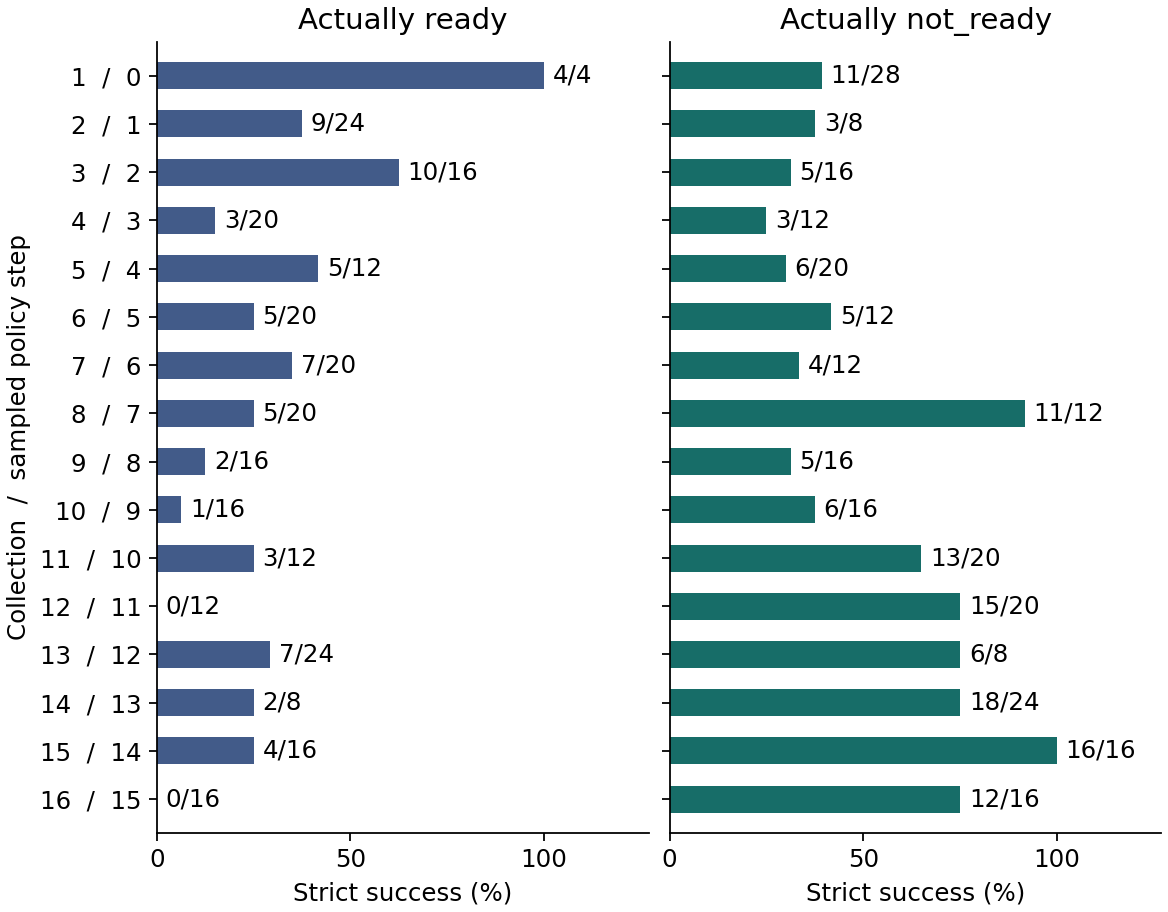 Actually ready
Actually not_ready
Collection / sampled policy step
1 / 0 4/4 11/28
2 / 1 9/24 3/8
3 / 2 10/16 5/16
4 / 3 3/20 3/12
5 / 4 5/12 6/20
6 / 5 5/20 5/12
7 / 6 7/20 4/12
8 / 7 5/20 11/12
9 / 8 2/16 5/16
10 / 9 1/16 6/16
11 / 10 3/12 13/20
12 / 11 0/12 15/20
13 / 12 7/24 6/8
14 / 13 2/8 18/24
15 / 14 4/16 16/16
16 / 15 0/16 12/16
0 50 100 0 50 100
Strict success (%)
Strict success (%)